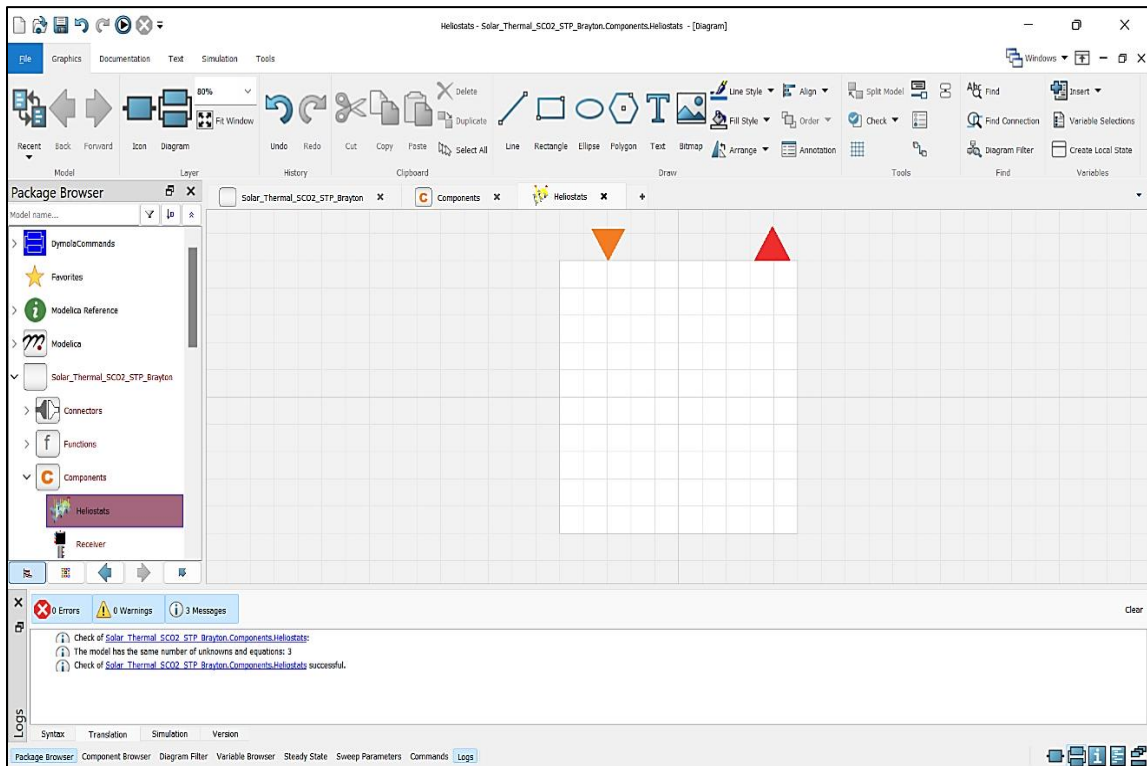 Heliostats - Solar_Thermal_SCO2_STP_Brayton.Components.Heliostats - [Diagram]
File Graphics Documentation Text Simulation Tools Windows
80%
Fit Window
Delete
Duplicate
Select All
Line Style Align
Fill Style Order
Arrange Annotation
Split Model
Check
Abc Find
Find Connection
Diagram Filter
Insert
Variable Selections
Create Local State
Recent Back Forward Icon Diagram Undo Redo Cut Copy Paste Line Rectangle Ellipse Polygon Text Bitmap
Model Layer History Clipboard Draw Tools Find Variables
Package Browser
Model name...
Solar_Thermal_SCO2_STP_Brayton C Components Heliostats +
DymolaCommands
Favorites
i Modelica Reference
m Modelica
Solar_Thermal_SCO2_STP_Brayton
Connectors
f Functions
C Components
Heliostats
Receiver
0 Errors 0 Warnings 3 Messages Clear
Check of Solar_Thermal_SCO2_STP_Brayton.Components.Heliostats:
The model has the same number of unknowns and equations: 3
Check of Solar_Thermal_SCO2_STP_Brayton.Components.Heliostats successful.
Logs
Syntax Translation Simulation Version
Package Browser Component Browser Diagram Filter Variable Browser Steady State Sweep Parameters Commands Logs